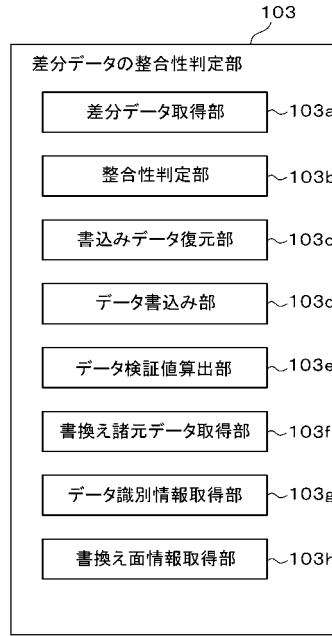 103
差分データの整合性判定部
差分データ取得部 103a
整合性判定部 103b
書込みデータ復元部 103c
データ書込み部 103d
データ検証値算出部 103e
書換え諸元データ取得部 103f
データ識別情報取得部 103g
書換え面情報取得部 103h